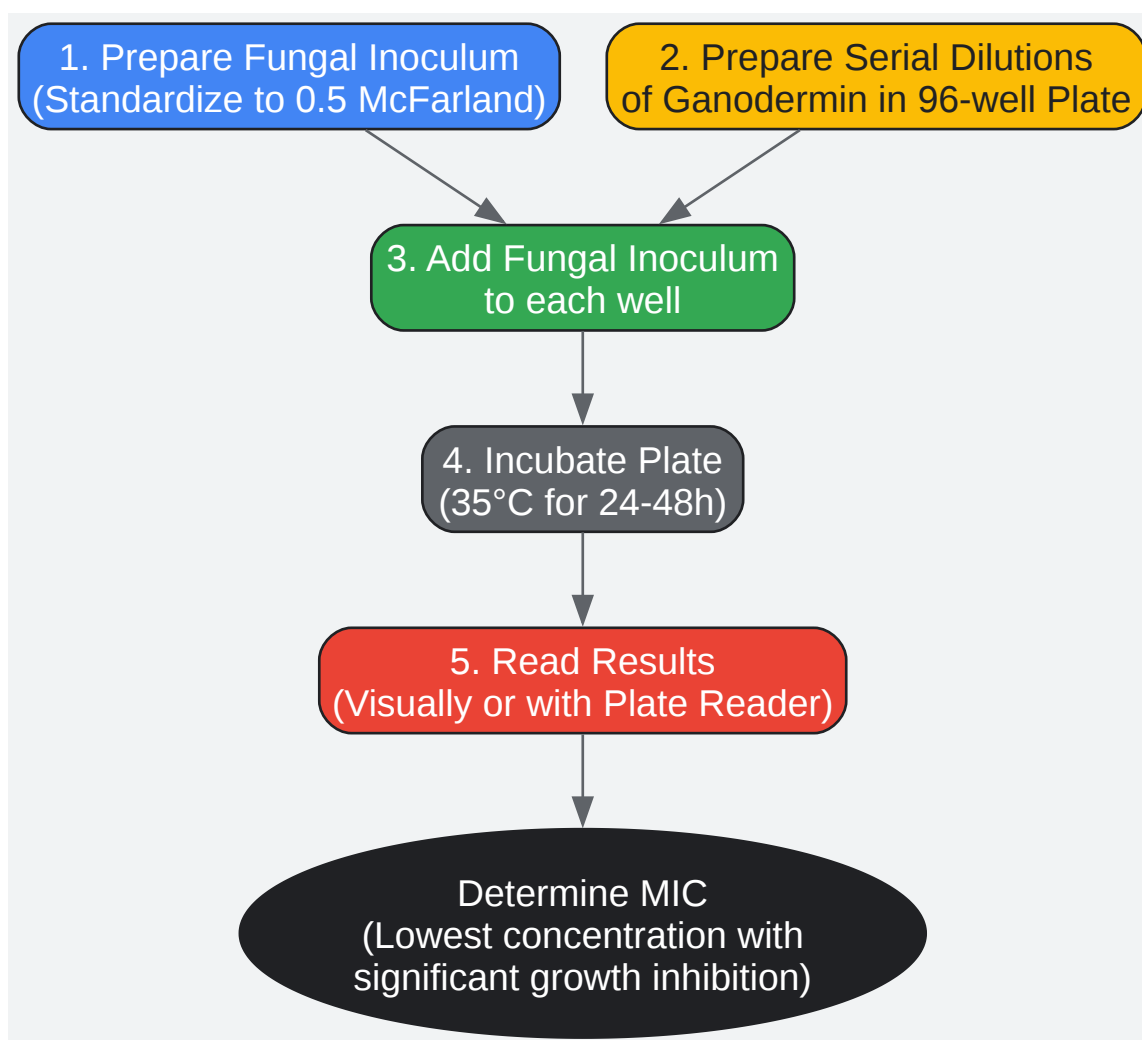 1. Prepare Fungal Inoculum
(Standardize to 0.5 McFarland)
2. Prepare Serial Dilutions
of Ganodermin in 96-well Plate
3. Add Fungal Inoculum
to each well
4. Incubate Plate
(35°C for 24-48h)
5. Read Results
(Visually or with Plate Reader)
Determine MIC
(Lowest concentration with
significant growth inhibition)